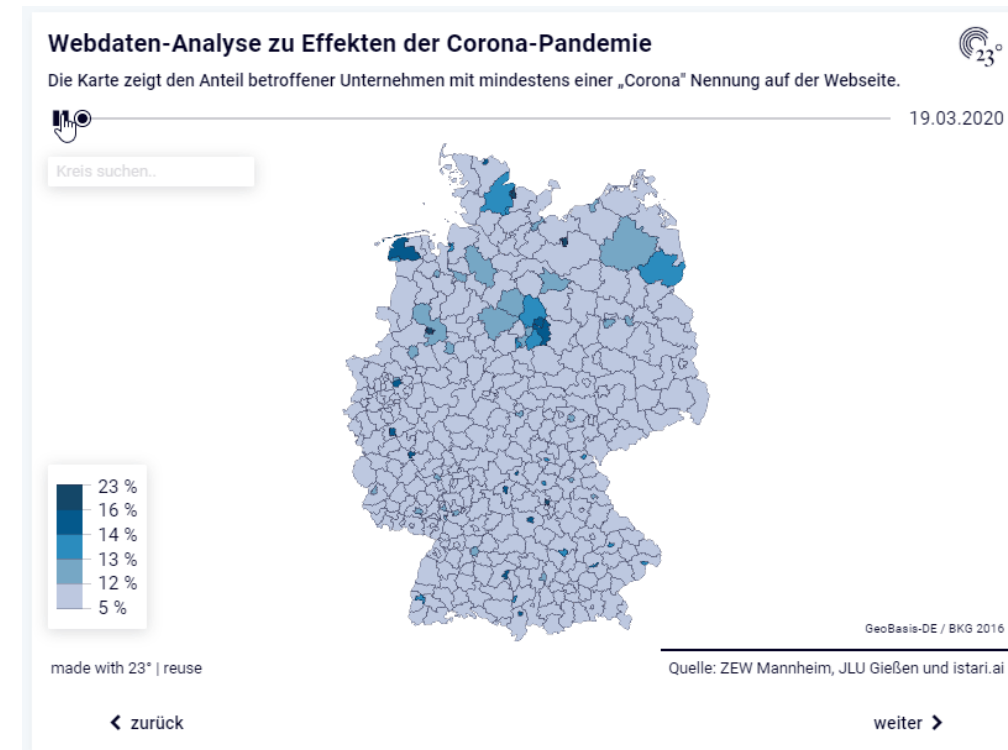 Webdaten-Analyse zu Effekten der Corona-Pandemie
23°
Die Karte zeigt den Anteil betroffener Unternehmen mit mindestens einer „Corona" Nennung auf der Webseite.
19.03.2020
Kreis suchen..
23 %
16 %
14 %
13 %
12 %
5 %
GeoBasis-DE / BKG 2016
made with 23° | reuse
Quelle: ZEW Mannheim, JLU Gießen und istari.ai
zurück
weiter